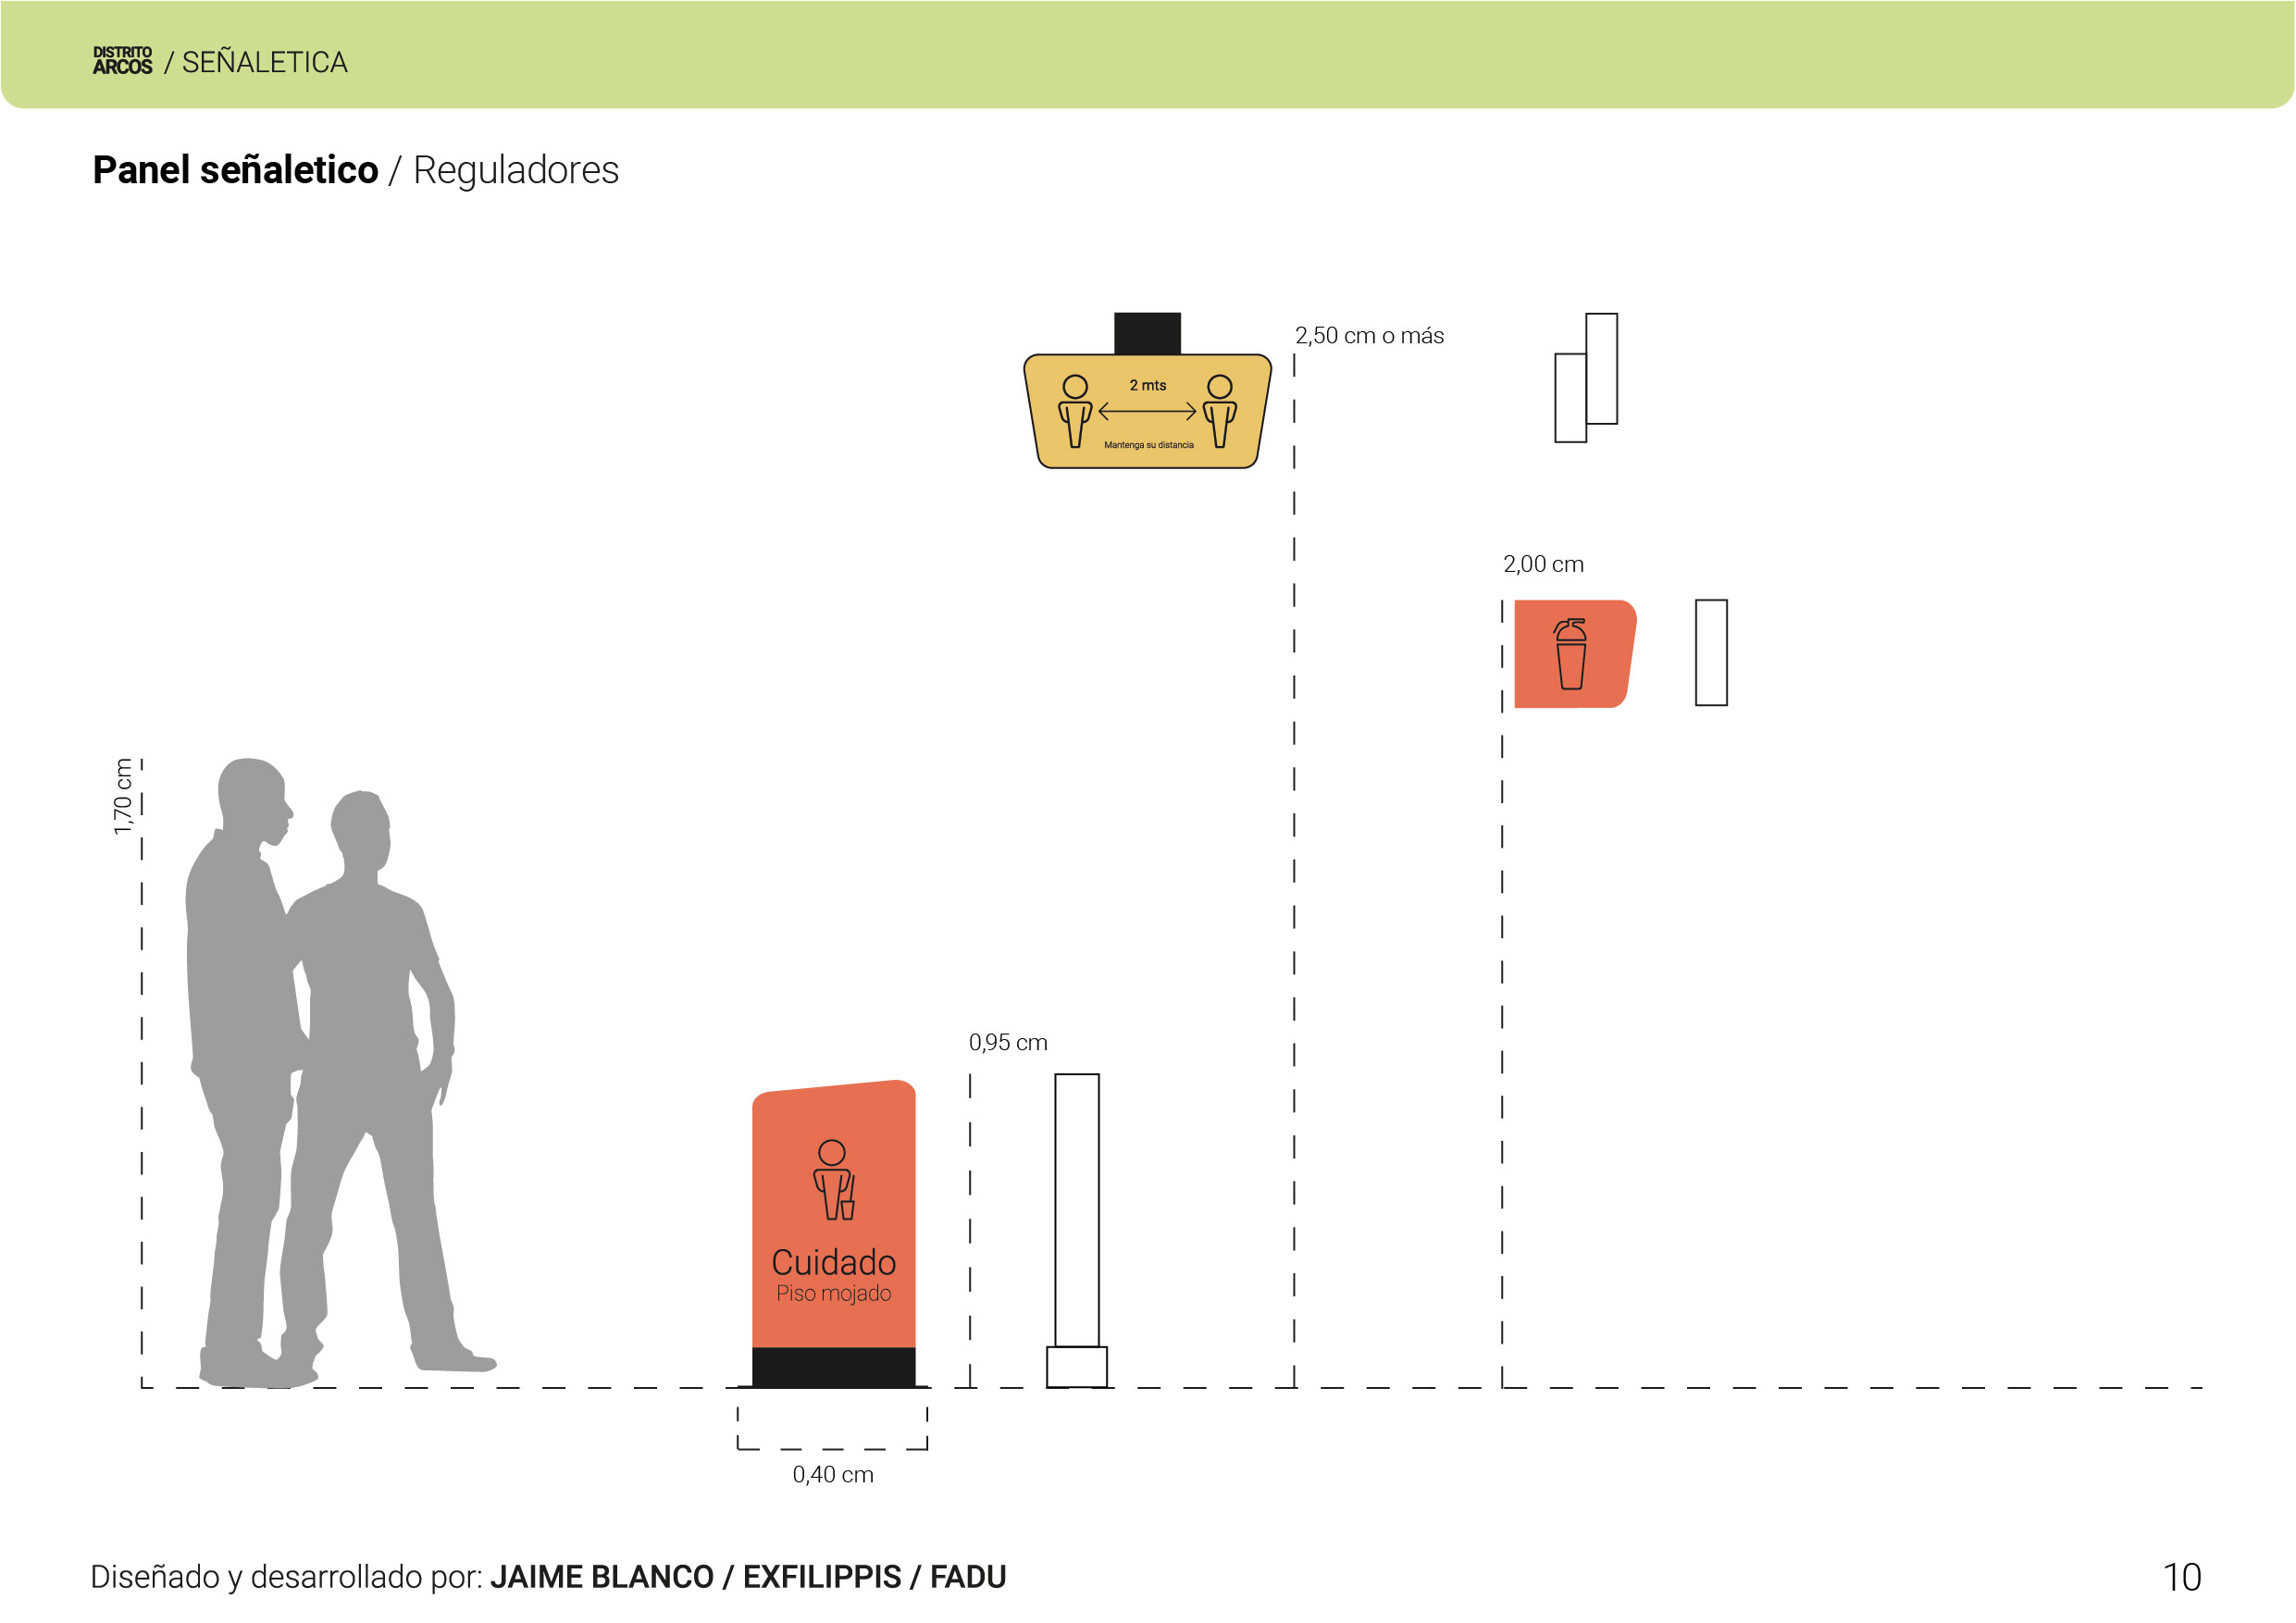 DISTRITO
ARCOS / SEÑALETICA
Panel señaletico / Reguladores
2,50 cm o más
2 mts
Mantenga su distancia
2,00 cm
1,70 cm
0,95 cm
Cuidado
Piso mojado
0,40 cm
Diseñado y desarrollado por: JAIME BLANCO / EXFILIPPIS / FADU
10